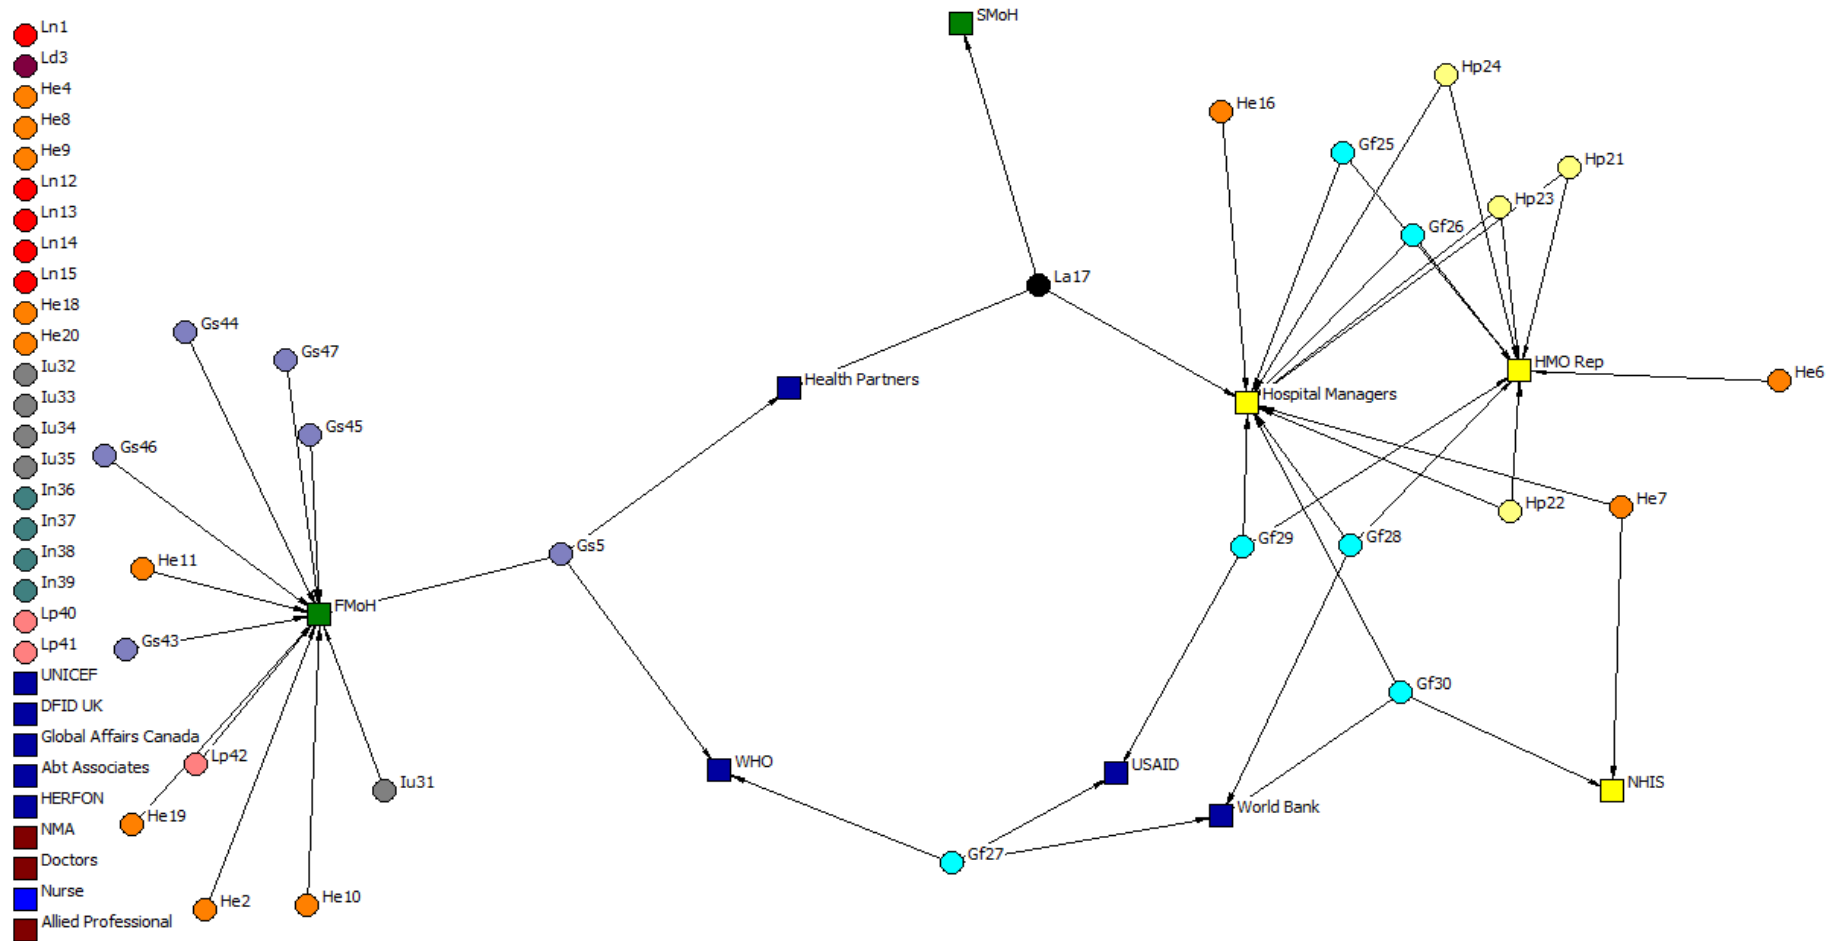 Ln1
Ld3
He4
He8
He9
Ln12
Ln13
Ln14
Ln15
He18
He20
Iu32
Iu33
Iu34
Iu35
In36
In37
In38
In39
Lp40
Lp41
UNICEF
DFID UK
Global Affairs Canada
Abt Associates
HERFON
NMA
Doctors
Nurse
Allied Professional
Gs44
Gs47
Gs45
Gs46
He11
FMoH
Gs43
Lp42
He19
Iu31
He2
He10
Gs5
Health Partners
WHO
SMoH
La17
Gf27
USAID
World Bank
He16
Gf25
Hp24
Hp21
Hp23
Gf26
HMO Rep
He6
Hospital Managers
Hp22
He7
Gf29
Gf28
Gf30
NHIS